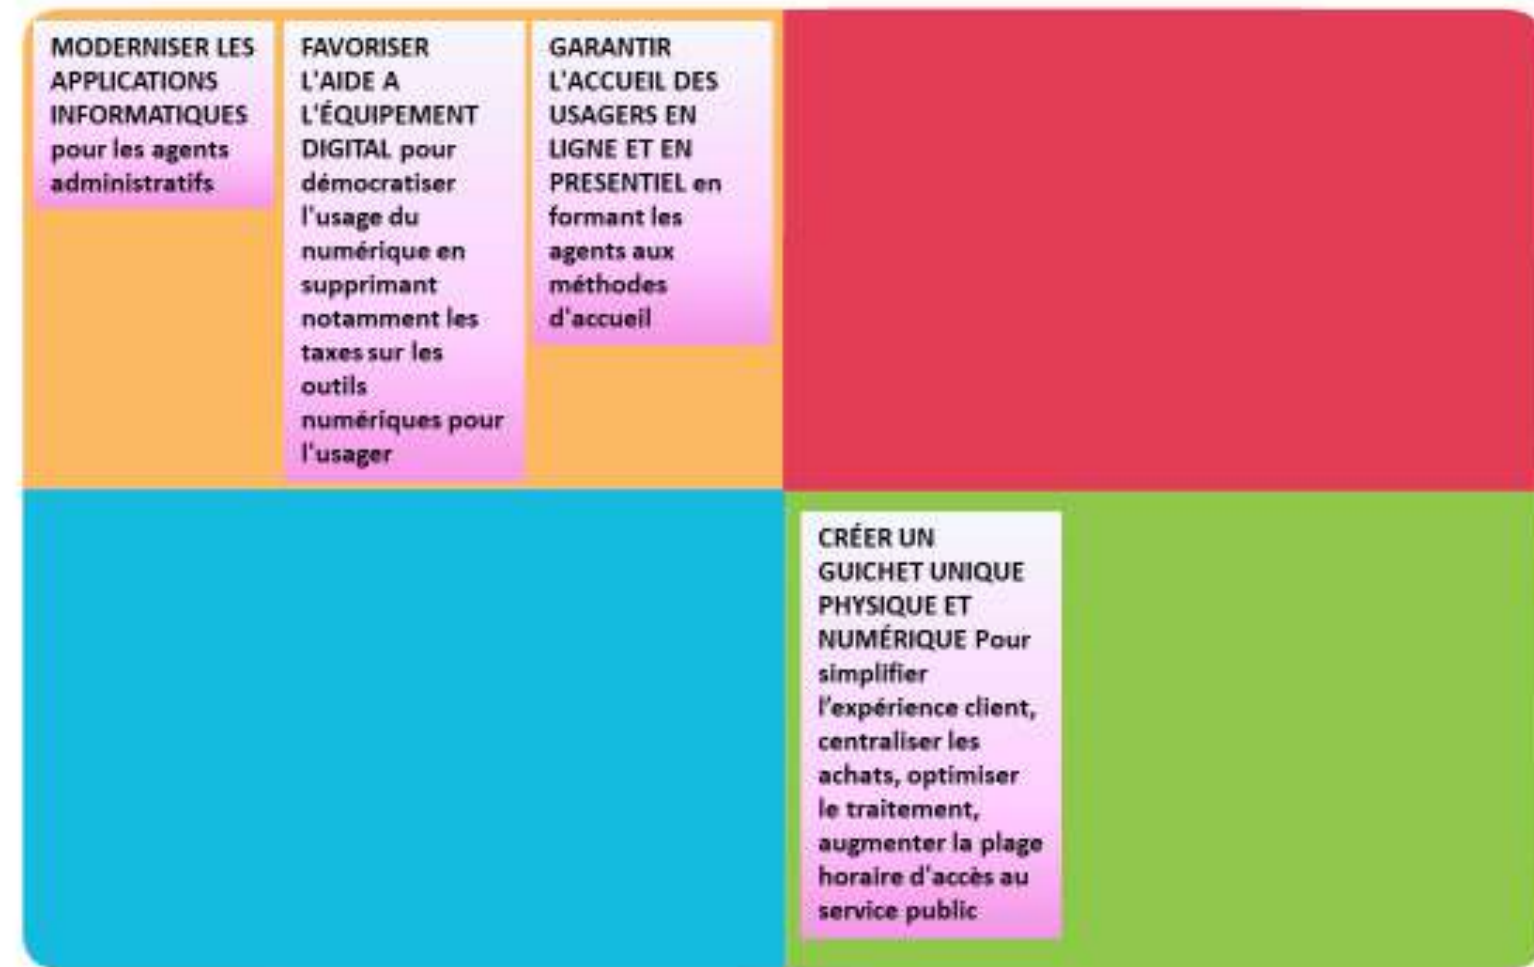 MODERNISER LES
APPLICATIONS
INFORMATIQUES
pour les agents
administratifs
FAVORISER
L'AIDE A
L'ÉQUIPEMENT
DIGITAL pour
démocratiser
l'usage du
numérique en
supprimant
notamment les
taxes sur les
outils
numériques pour
l'usager
GARANTIR
L'ACCUEIL DES
USAGERS EN
LIGNE ET EN
PRESENTIEL en
formant les
agents aux
méthodes
d'accueil
CRÉER UN
GUICHET UNIQUE
PHYSIQUE ET
NUMÉRIQUE Pour
simplifier
l’expérience client,
centraliser les
achats, optimiser
le traitement,
augmenter la plage
horaire d'accès au
service public